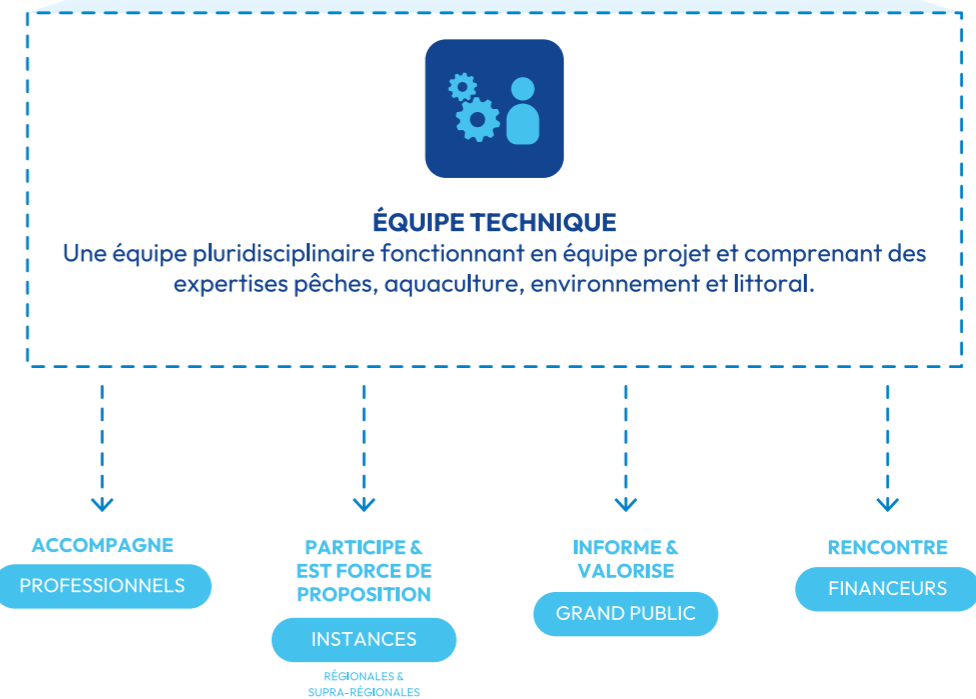 ÉQUIPE TECHNIQUE
Une équipe pluridisciplinaire fonctionnant en équipe projet et comprenant des
expertises pêches, aquaculture, environnement et littoral.
ACCOMPAGNE
PROFESSIONNELS
PARTICIPE &
EST FORCE DE
PROPOSITION
INSTANCES
RÉGIONALES &
SUPRA-RÉGIONALES
INFORME &
VALORISE
GRAND PUBLIC
RENCONTRE
FINANCEURS